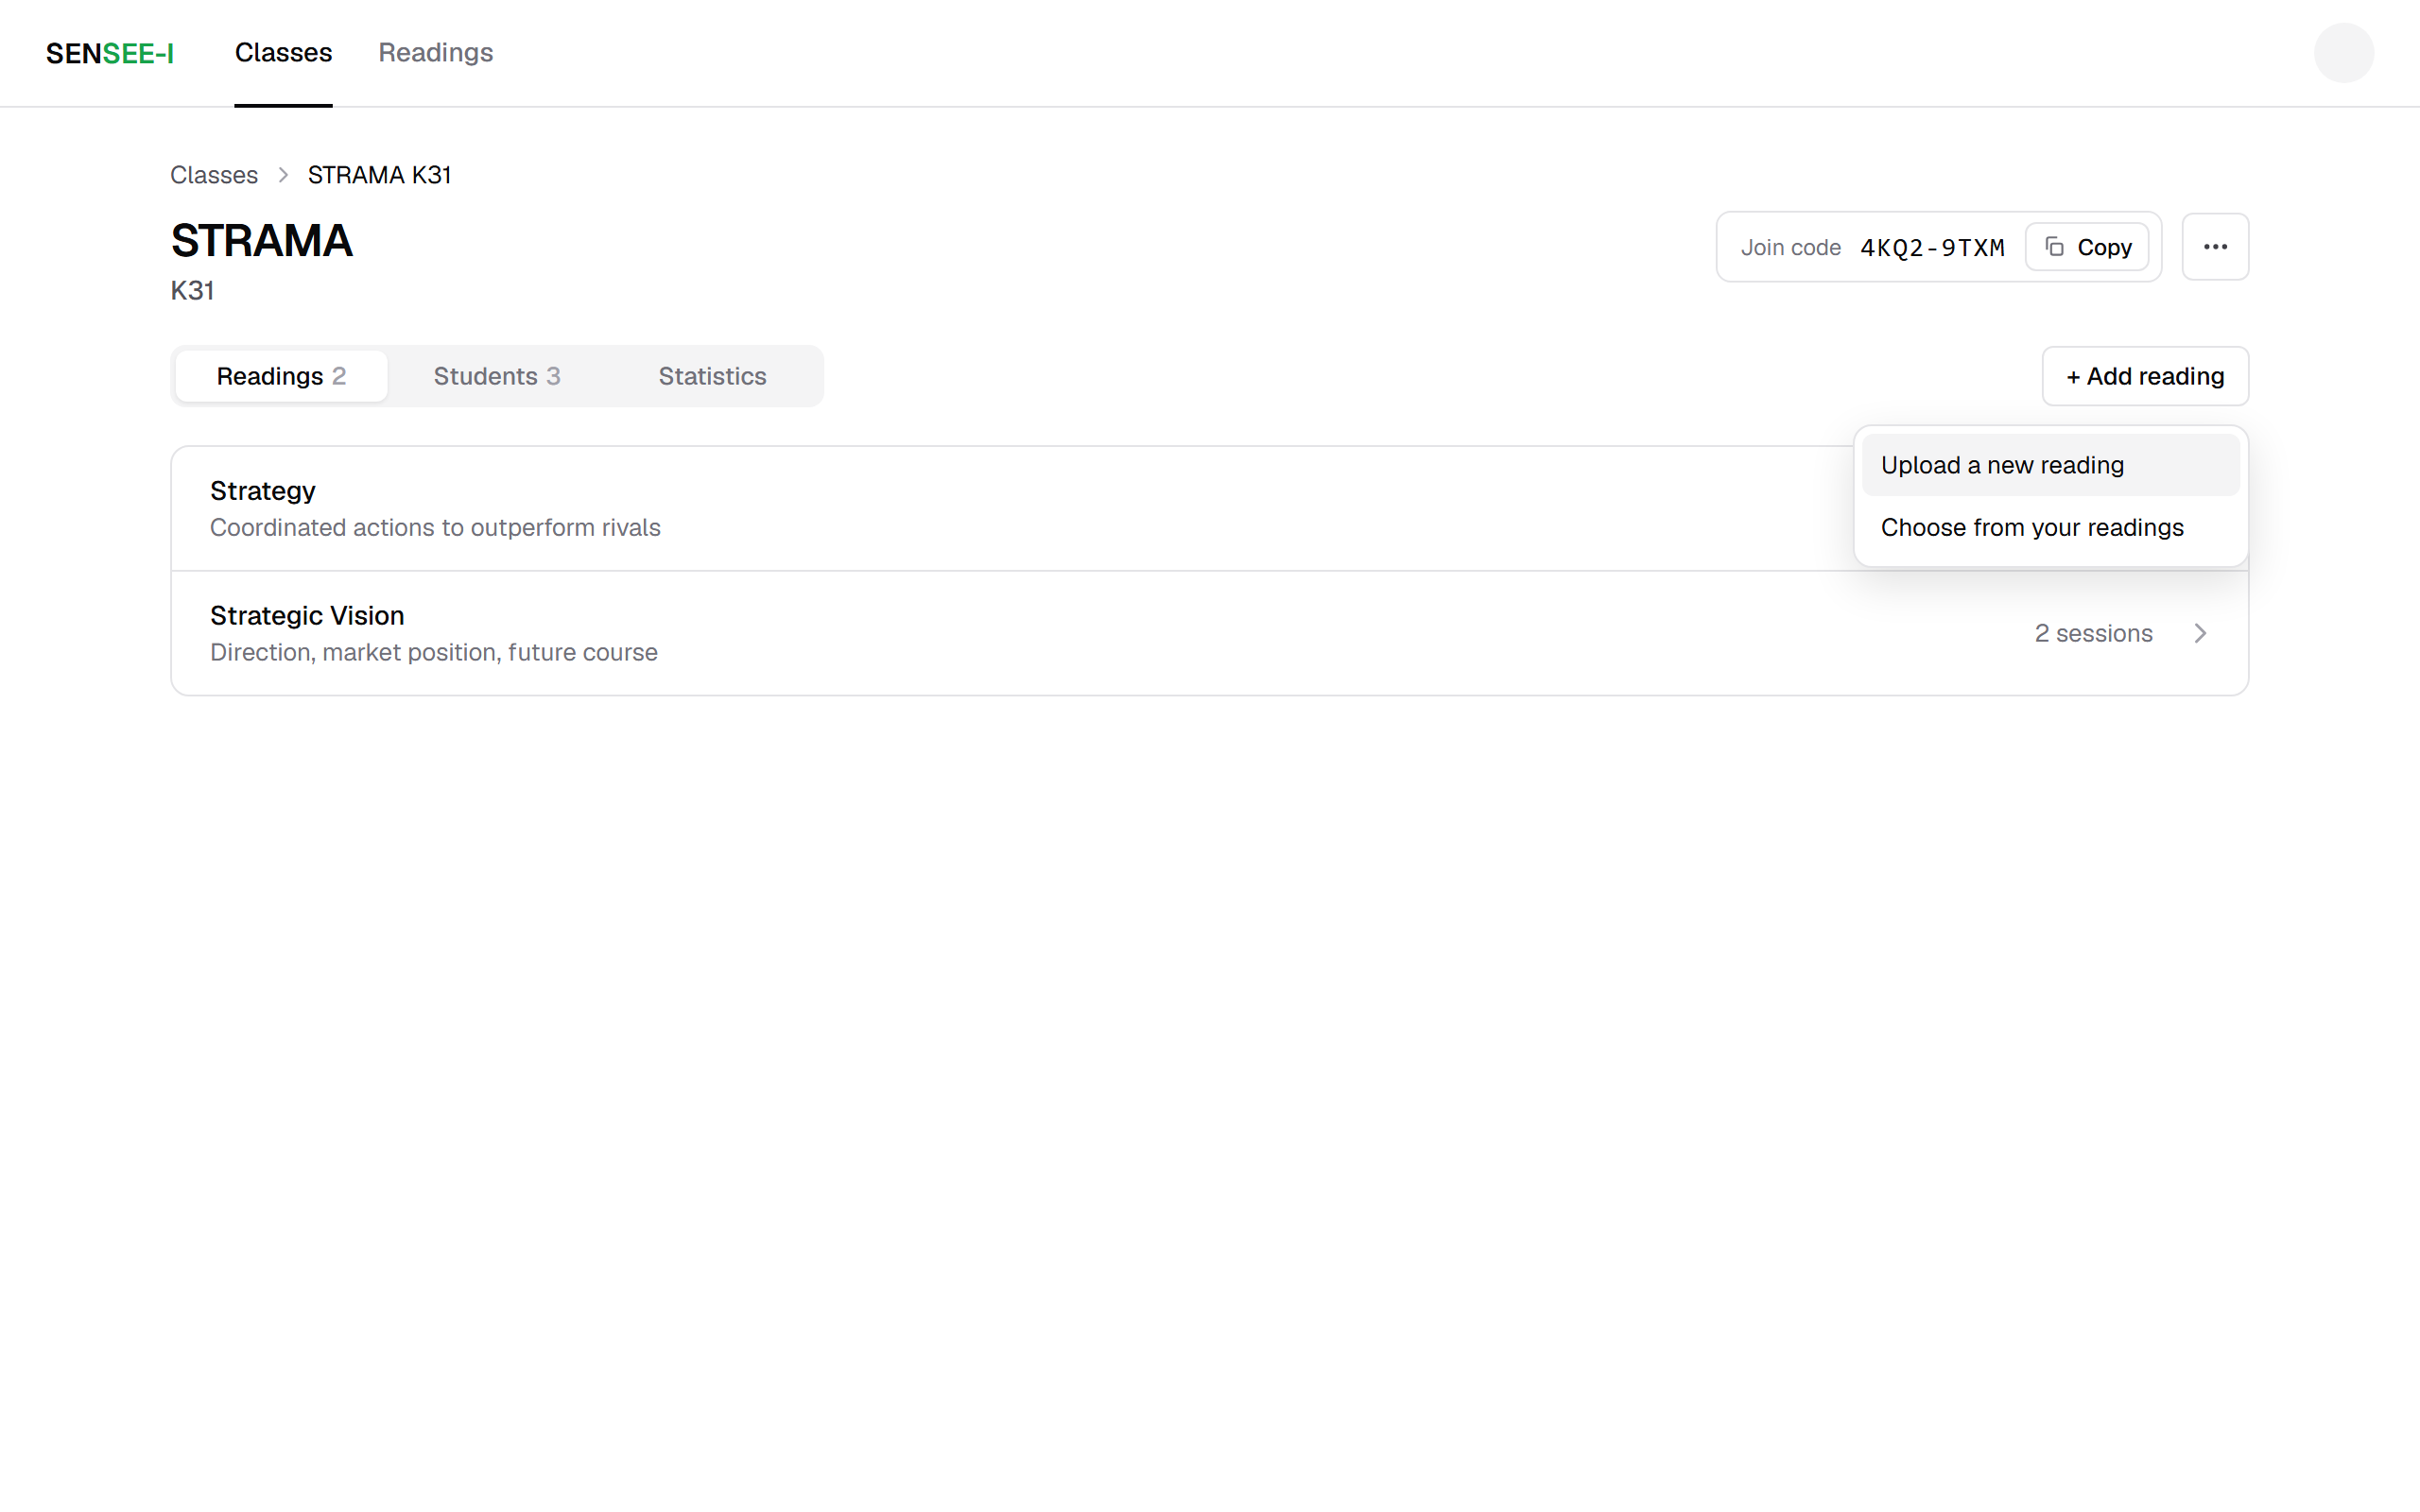 SENSEE-I Classes Readings
Classes > STRAMA K31
STRAMA
K31
Join code 4KQ2-9TXM Copy
Readings 2 Students 3 Statistics
+ Add reading
Upload a new reading
Choose from your readings
Strategy
Coordinated actions to outperform rivals
Strategic Vision
Direction, market position, future course
2 sessions